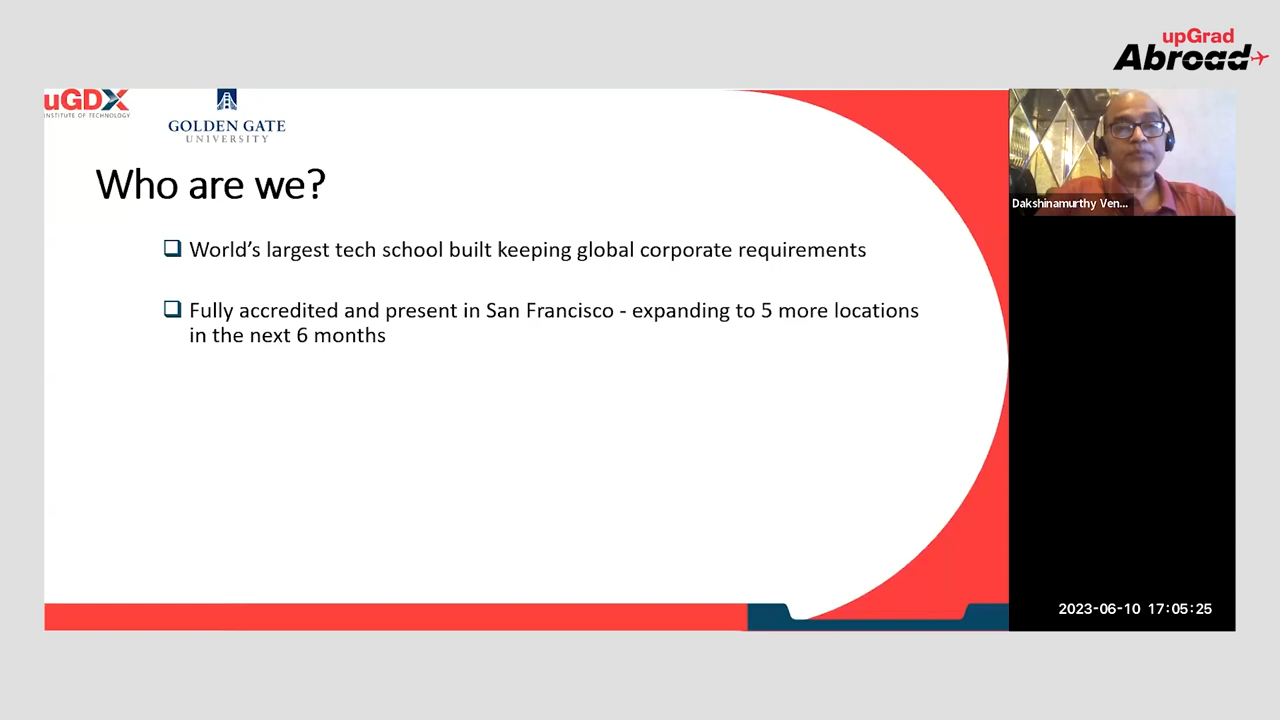 upGrad
Abroad
uGDX
INSTITUTE OF TECHNOLOGY
GOLDEN GATE
UNIVERSITY
Who are we?
World's largest tech school built keeping global corporate requirements
Fully accredited and present in San Francisco - expanding to 5 more locations
in the next 6 months
Dakshinamurthy Ven...
2023-06-10 17:05:25